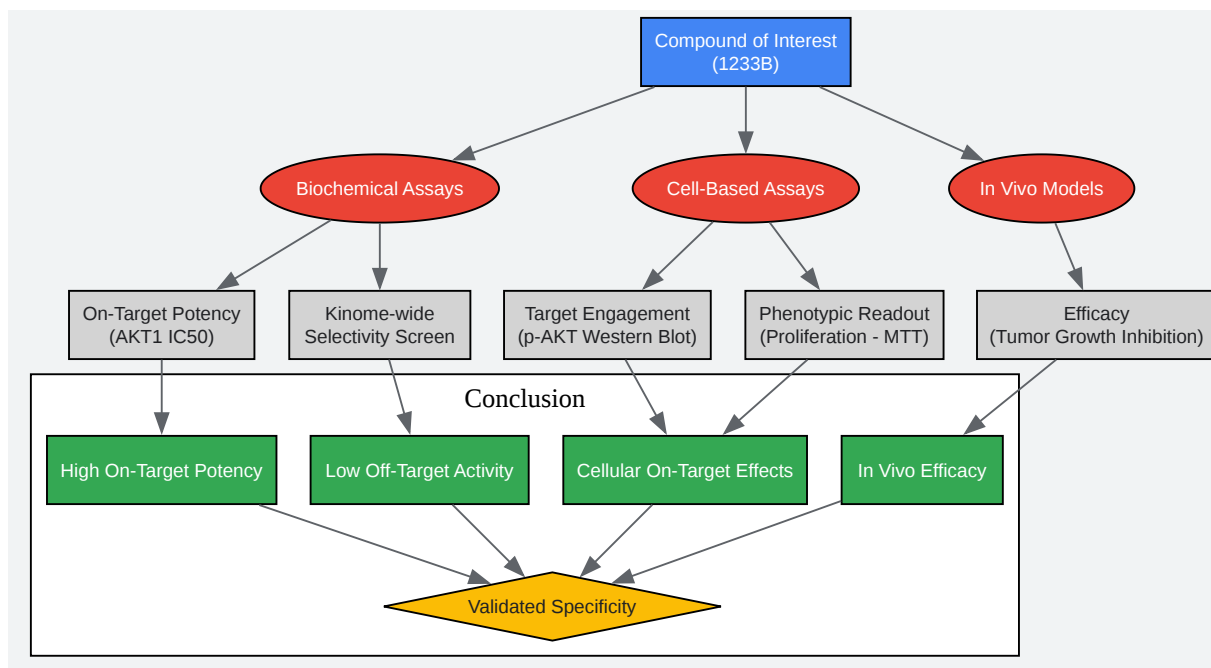 Compound of Interest
(1233B)
Biochemical Assays
Cell-Based Assays
In Vivo Models
On-Target Potency
(AKT1 IC50)
Kinome-wide
Selectivity Screen
Target Engagement
(p-AKT Western Blot)
Phenotypic Readout
(Proliferation - MTT)
Efficacy
(Tumor Growth Inhibition)
Conclusion
High On-Target Potency
Low Off-Target Activity
Cellular On-Target Effects
In Vivo Efficacy
Validated Specificity